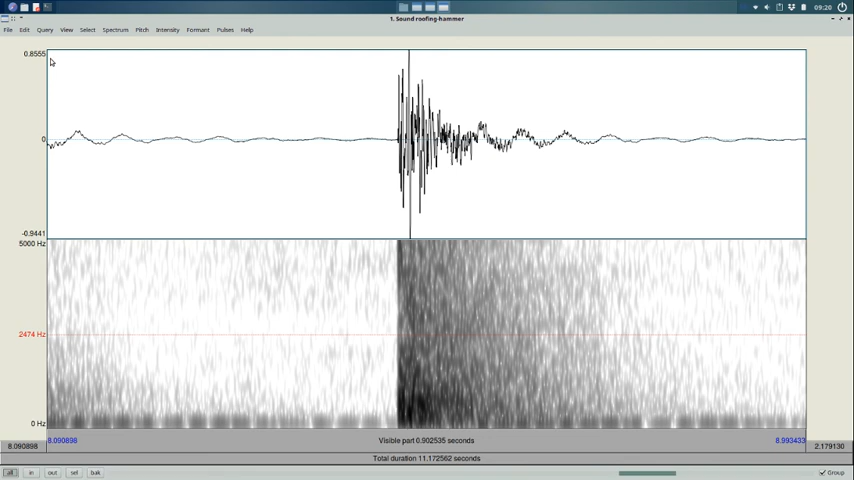 09:20
1. Sound roofing-hammer
File Edit Query View Select Spectrum Pitch Intensity Formant Pulses Help
0.8555
0
-0.9441
5000 Hz
2474 Hz
0 Hz
8.090898 Visible part 0.902535 seconds 8.993433
8.090898 2.179130
Total duration 11.172562 seconds
all in out sel bak Group